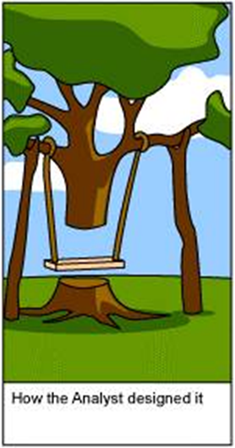 How the Analyst designed it